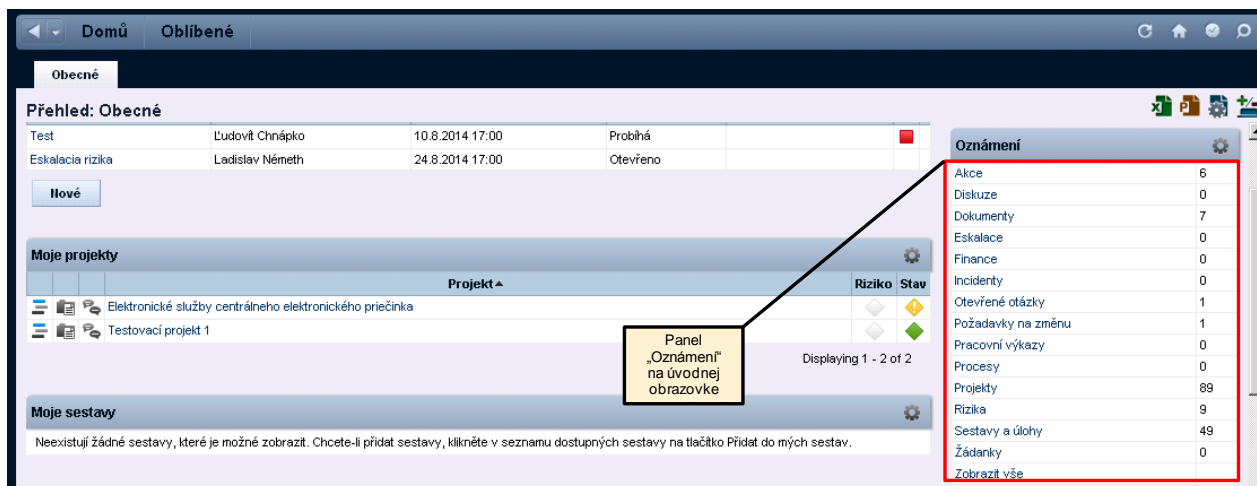 Domů Oblíbené
Obecné
Přehled: Obecné
Test Ľudovít Chnápko 10.8.2014 17:00 Probíhá
Eskalacia rizika Ladislav Németh 24.8.2014 17:00 Otevřeno
Nové
Moje projekty
Projekt Riziko Stav
Elektronické služby centrálneho elektronického priečinka
Testovací projekt 1
Displaying 1 - 2 of 2
Moje sestavy
Neexistují žádné sestavy, které je možné zobrazit. Chcete-li přidat sestavy, klikněte v seznamu dostupných sestavy na tlačítko Přidat do mých sestav.
Panel
„Oznámení“
na úvodnej
obrazovke
Oznámení
Akce 6
Diskuze 0
Dokumenty 7
Eskalace 0
Finance 0
Incidenty 0
Otevřené otázky 1
Požadavky na změnu 1
Pracovní výkazy 0
Procesy 0
Projekty 89
Rizika 9
Sestavy a úlohy 49
Žádanky 0
Zobrazit vše